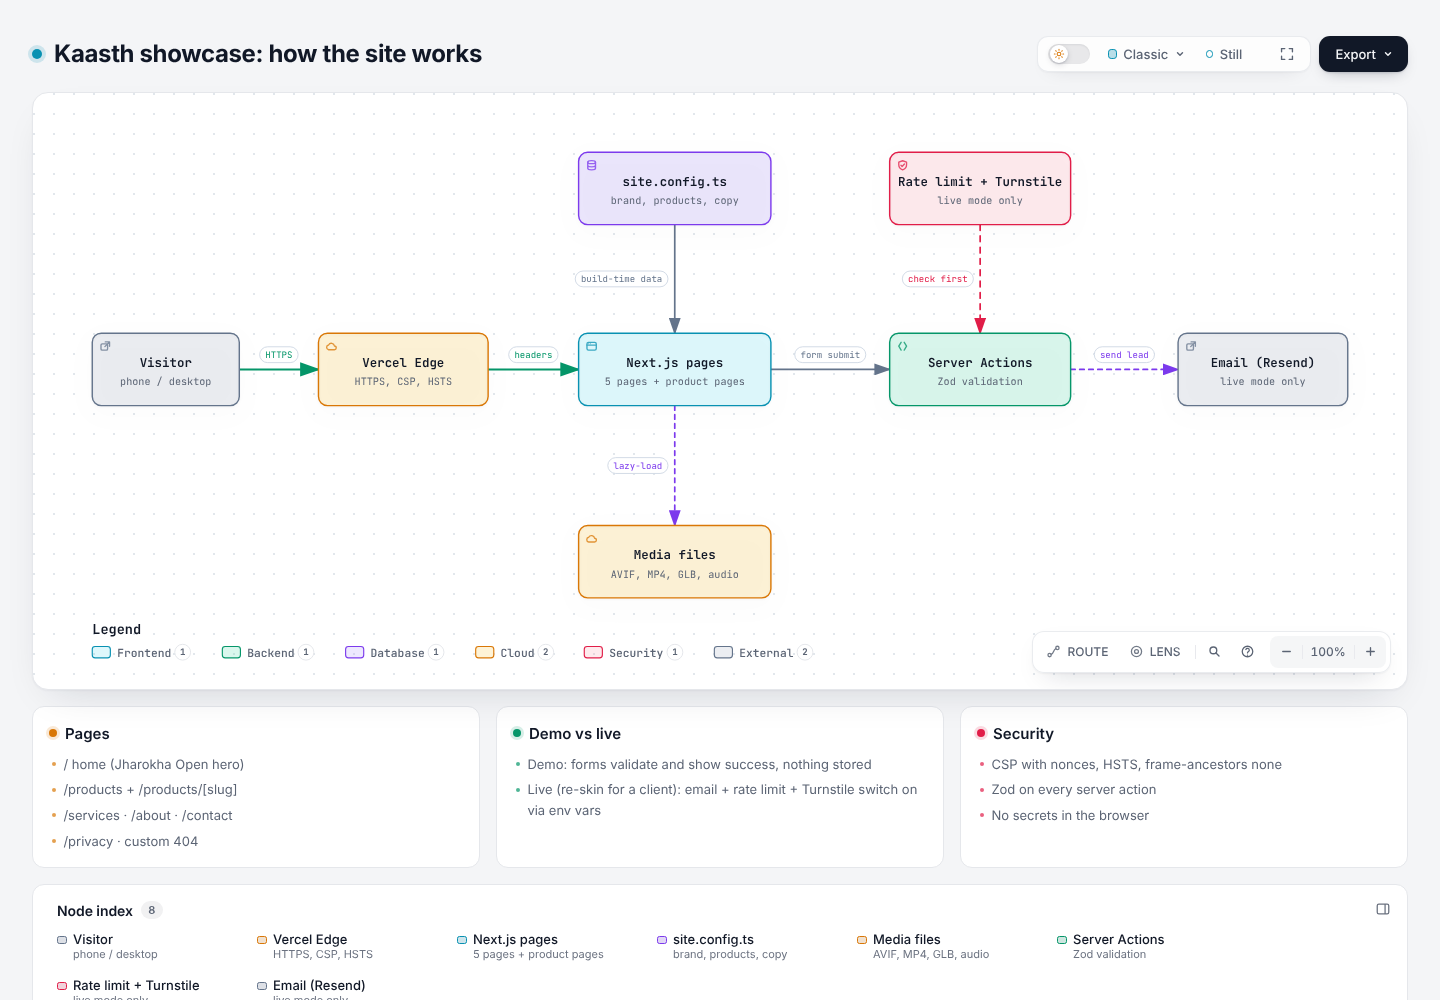 Kaasth showcase: how the site works
Classic
Still
Export
site.config.ts
brand, products, copy
Rate limit + Turnstile
live mode only
build-time data
check first
Visitor
phone / desktop
HTTPS
Vercel Edge
HTTPS, CSP, HSTS
headers
Next.js pages
5 pages + product pages
form submit
Server Actions
Zod validation
send lead
Email (Resend)
live mode only
lazy-load
Media files
AVIF, MP4, GLB, audio
Legend
Frontend 1
Backend 1
Database 1
Cloud 2
Security 1
External 2
ROUTE
LENS
100%
Pages
/ home (Jharokha Open hero)
/products + /products/[slug]
/services · /about · /contact
/privacy · custom 404
Demo vs live
Demo: forms validate and show success, nothing stored
Live (re-skin for a client): email + rate limit + Turnstile switch on
via env vars
Security
CSP with nonces, HSTS, frame-ancestors none
Zod on every server action
No secrets in the browser
Node index 8
Visitor
phone / desktop
Vercel Edge
HTTPS, CSP, HSTS
Next.js pages
5 pages + product pages
site.config.ts
brand, products, copy
Media files
AVIF, MP4, GLB, audio
Server Actions
Zod validation
Rate limit + Turnstile
live mode only
Email (Resend)
live mode only